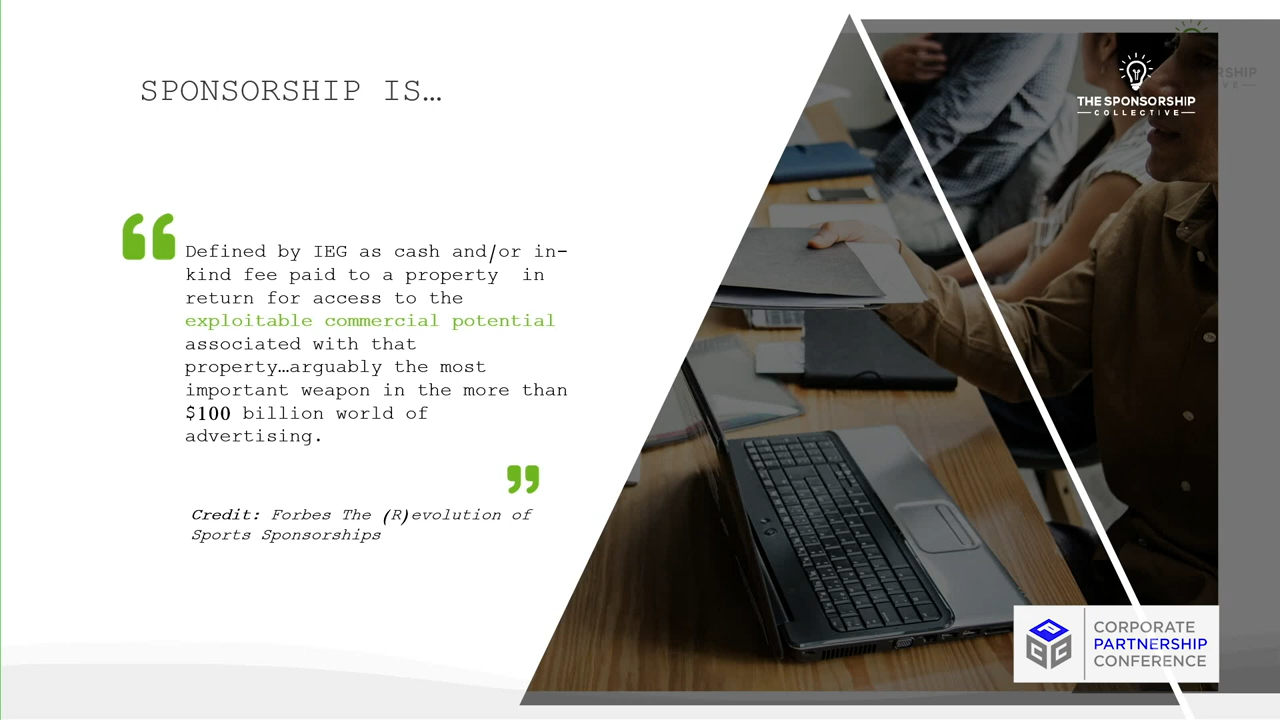 SPONSORSHIP IS…
THE SPONSORSHIP
COLLECTIVE
Defined by IEG as cash and/or in-
kind fee paid to a property in
return for access to the
exploitable commercial potential
associated with that
property…arguably the most
important weapon in the more than
$100 billion world of
advertising.
Credit: Forbes The (R)evolution of
Sports Sponsorships
CORPORATE
PARTNERSHIP
CONFERENCE